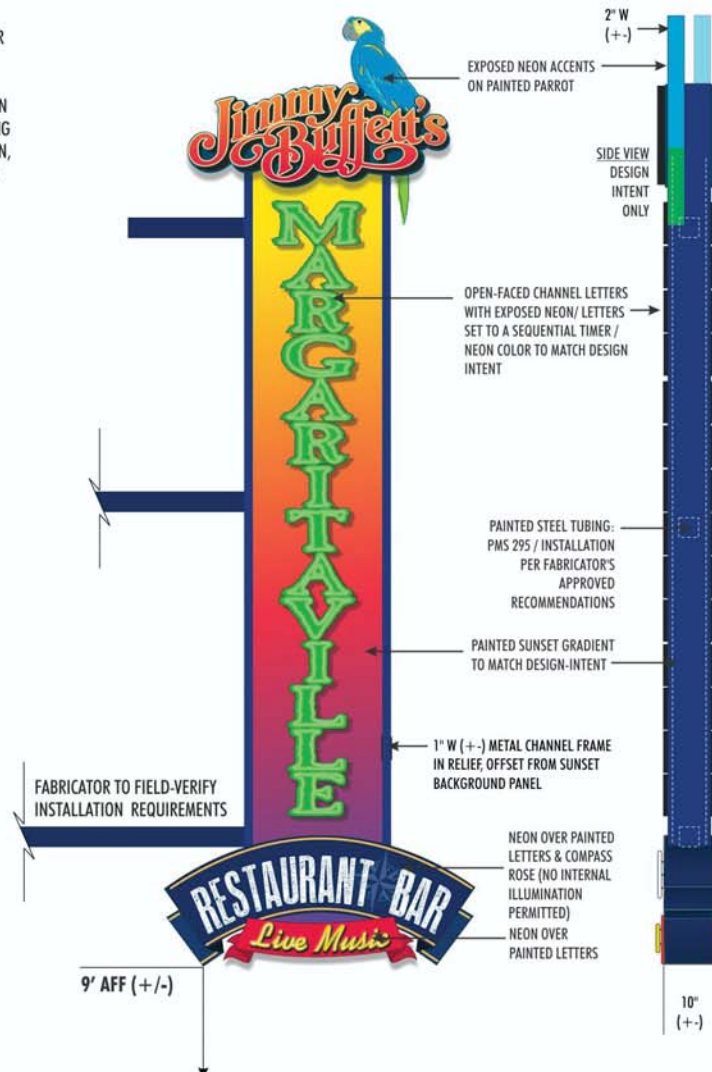 2" W
(+-)
EXPOSED NEON ACCENTS
ON PAINTED PARROT
Jimmy
Buffett's
SIDE VIEW
DESIGN
INTENT
ONLY
MARGARITAVILLE
OPEN-FACED CHANNEL LETTERS
WITH EXPOSED NEON/ LETTERS
SET TO A SEQUENTIAL TIMER /
NEON COLOR TO MATCH DESIGN
INTENT
PAINTED STEEL TUBING:
PMS 295 / INSTALLATION
PER FABRICATOR'S
APPROVED
RECOMMENDATIONS
PAINTED SUNSET GRADIENT
TO MATCH DESIGN-INTENT
1" W (+-) METAL CHANNEL FRAME
IN RELIEF, OFFSET FROM SUNSET
BACKGROUND PANEL
FABRICATOR TO FIELD-VERIFY
INSTALLATION REQUIREMENTS
NEON OVER PAINTED
LETTERS & COMPASS
ROSE (NO INTERNAL
ILLUMINATION
PERMITTED)
RESTAURANT BAR
Live Music
NEON OVER
PAINTED LETTERS
9' AFF (+/-)
10"
(+-)